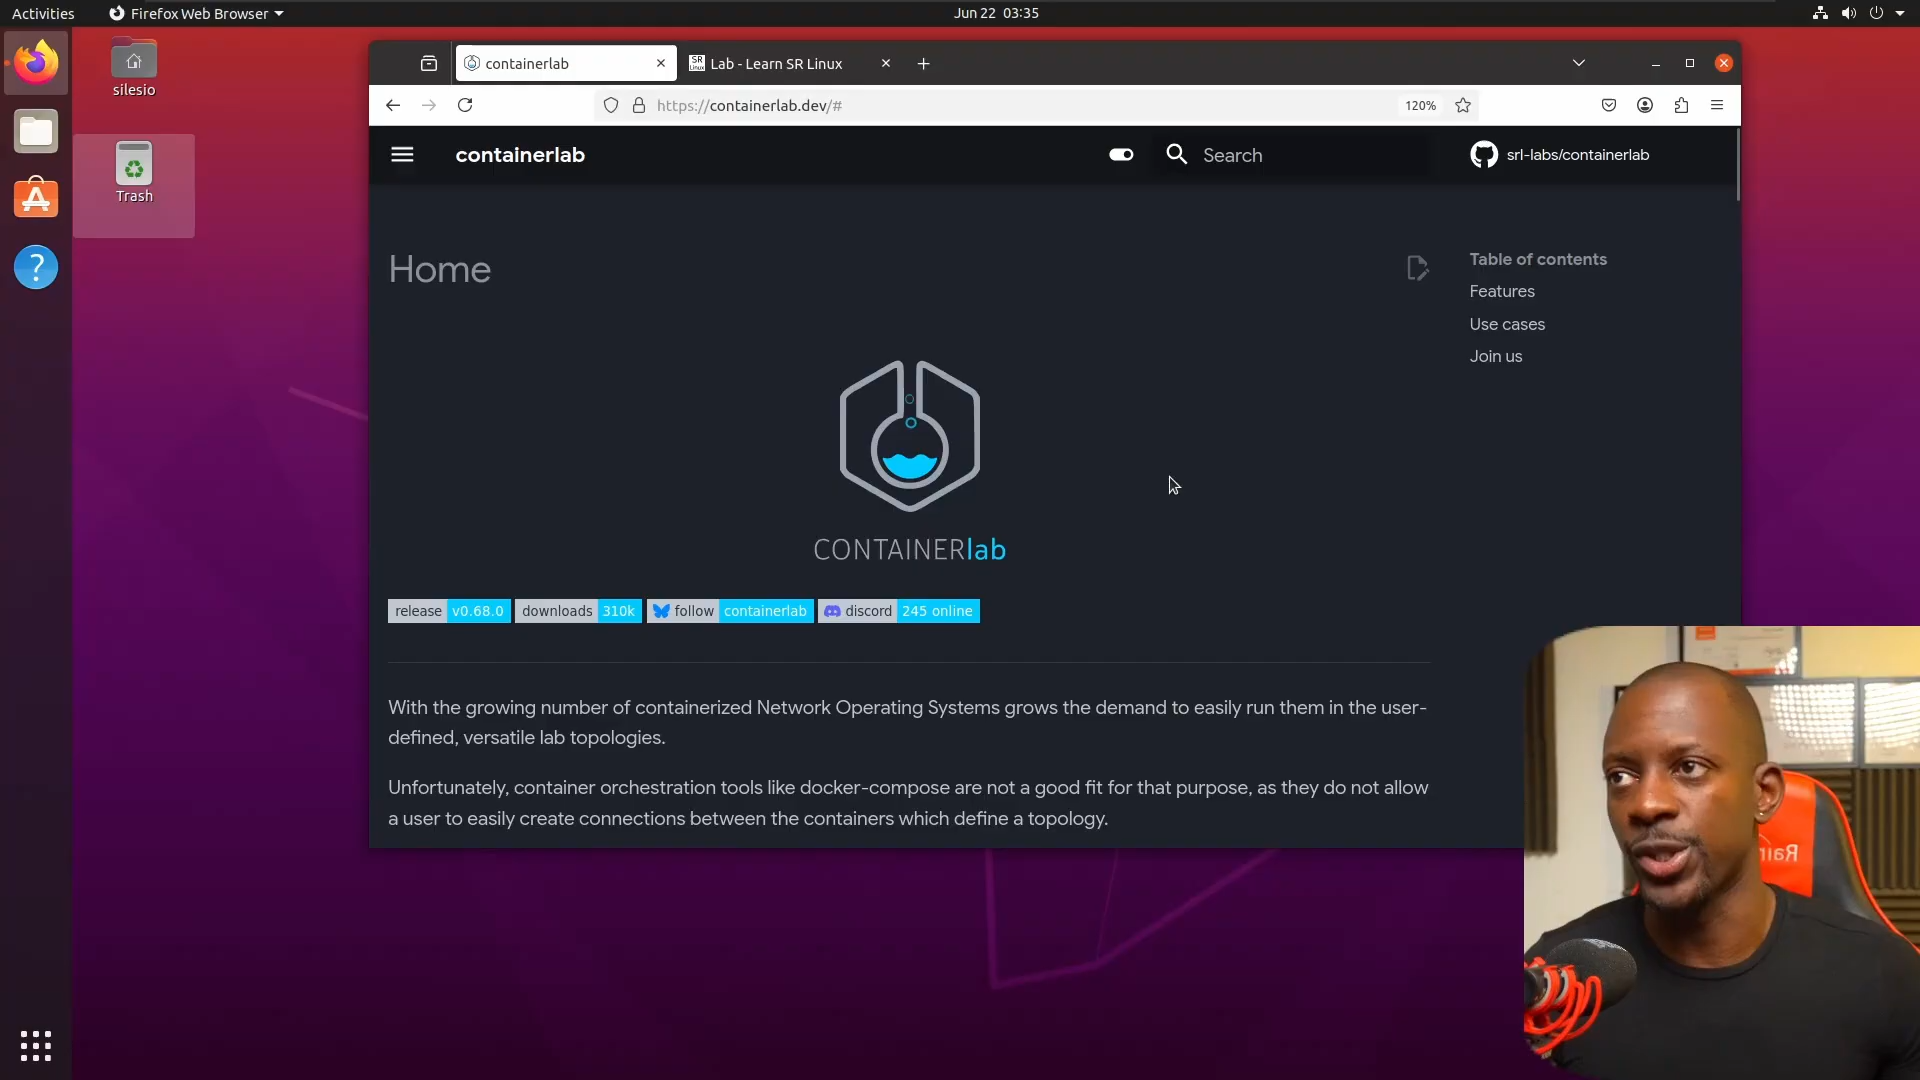 Activities
Firefox Web Browser
Jun 22 03:35
silesio
Trash
containerlab
SR Linux
Lab - Learn SR Linux
https://containerlab.dev/#
120%
containerlab
Search
srl-labs/containerlab
Home
Table of contents
Features
Use cases
Join us
CONTAINERlab
release v0.68.0
downloads 310k
follow containerlab
discord 245 online
With the growing number of containerized Network Operating Systems grows the demand to easily run them in the user-
defined, versatile lab topologies.
Unfortunately, container orchestration tools like docker-compose are not a good fit for that purpose, as they do not allow
a user to easily create connections between the containers which define a topology.